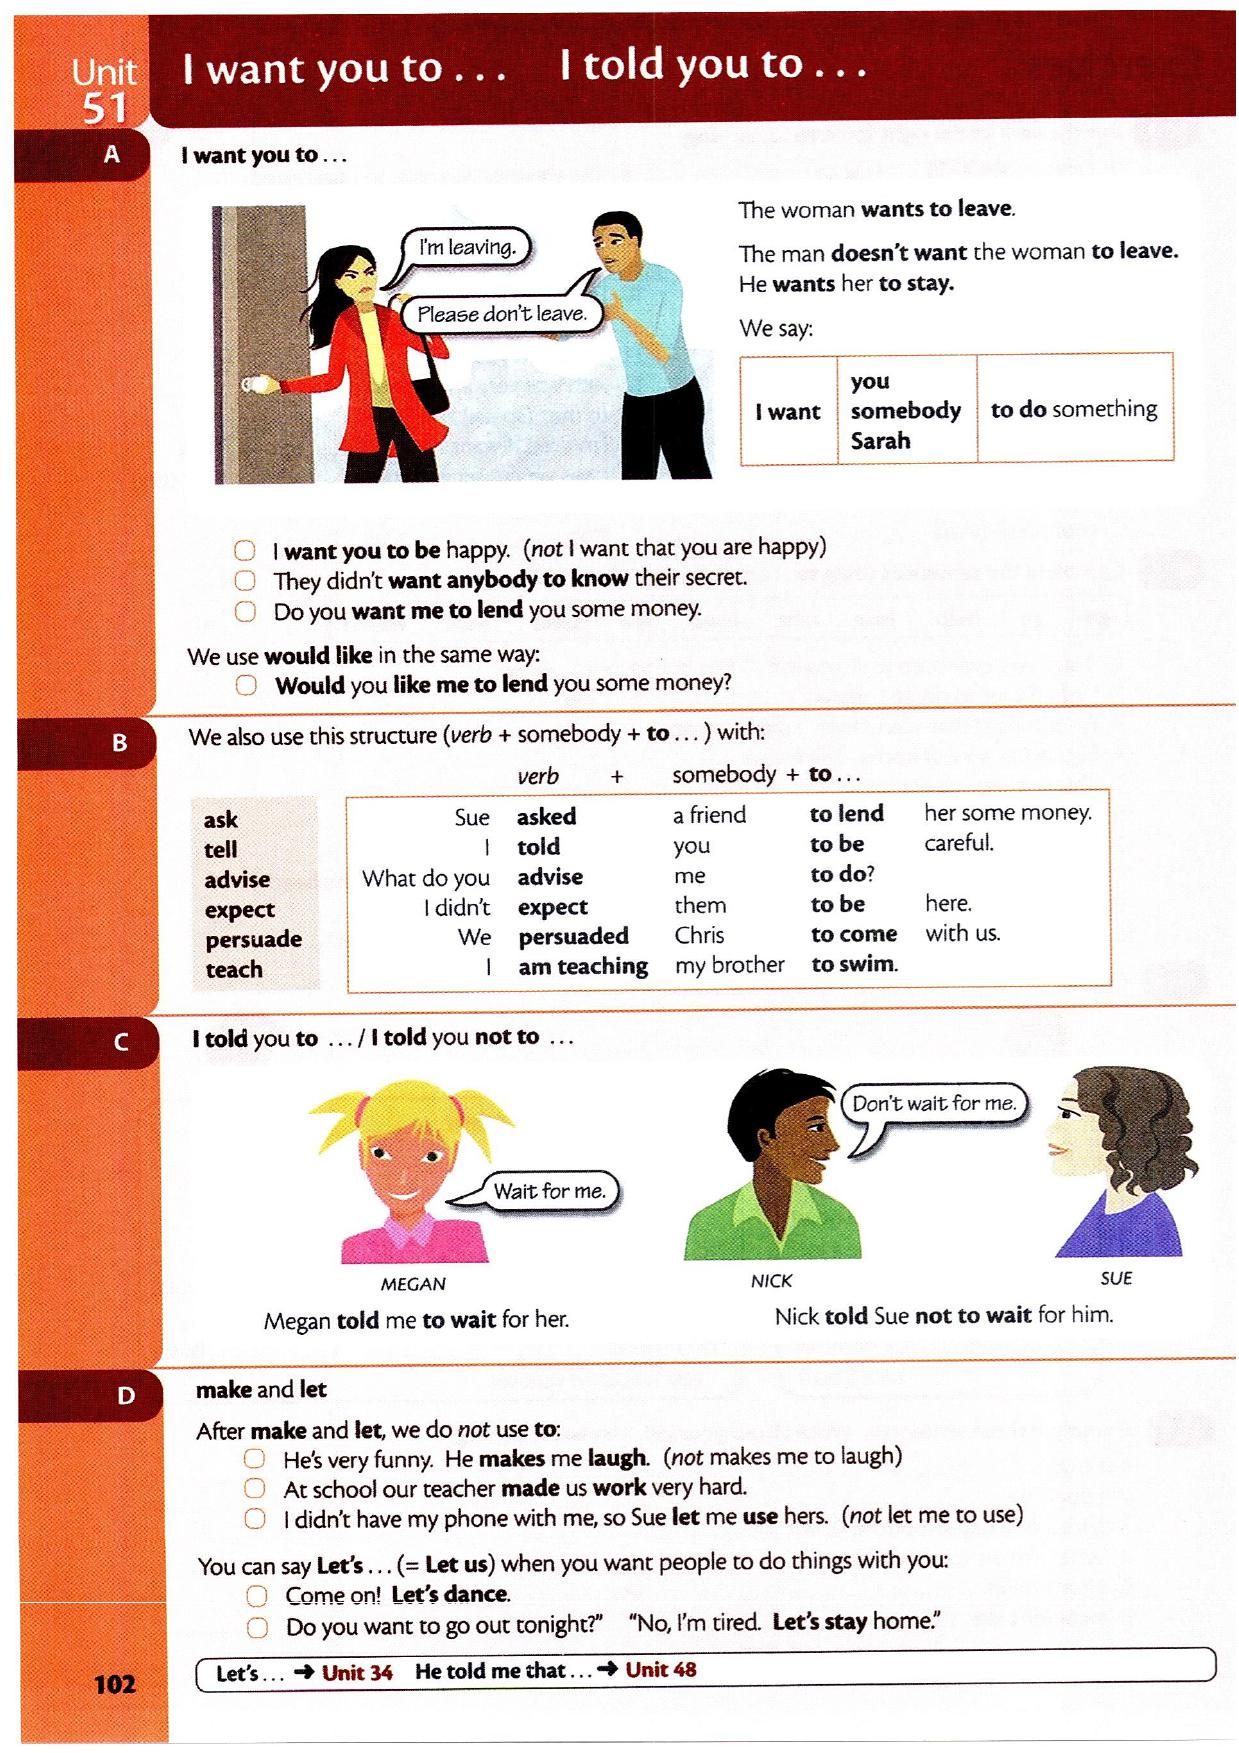 Unit
51
I want you to . . .    I told you to . . .
A
I want you to . . .
I'm leaving.
Please don't leave.
The woman wants to leave.
The man doesn't want the woman to leave.
He wants her to stay.
We say:
you
I want somebody to do something
Sarah
I want you to be happy. (not I want that you are happy)
They didn't want anybody to know their secret.
Do you want me to lend you some money.
We use would like in the same way:
Would you like me to lend you some money?
B
We also use this structure (verb + somebody + to . . . ) with:
verb + somebody + to . . .
ask
tell
advise
expect
persuade
teach
Sue asked a friend to lend her some money.
I told you to be careful.
What do you advise me to do?
I didn't expect them to be here.
We persuaded Chris to come with us.
I am teaching my brother to swim.
C
I told you to . . . / I told you not to . . .
Wait for me.
Don't wait for me.
MEGAN
NICK
SUE
Megan told me to wait for her.
Nick told Sue not to wait for him.
D
make and let
After make and let, we do not use to:
He's very funny. He makes me laugh. (not makes me to laugh)
At school our teacher made us work very hard.
I didn't have my phone with me, so Sue let me use hers. (not let me to use)
You can say Let's . . . (= Let us) when you want people to do things with you:
Come on! Let's dance.
Do you want to go out tonight?" "No, I'm tired. Let's stay home."
102
Let's . . . → Unit 34 He told me that . . . → Unit 48